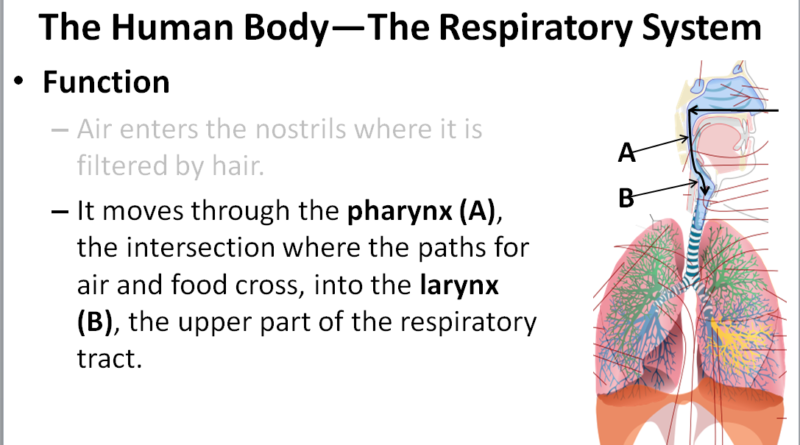 The Human Body—The Respiratory System
• Function
– Air enters the nostrils where it is
filtered by hair.
– It moves through the pharynx (A),
the intersection where the paths for
air and food cross, into the larynx
(B), the upper part of the respiratory
tract.
A
B